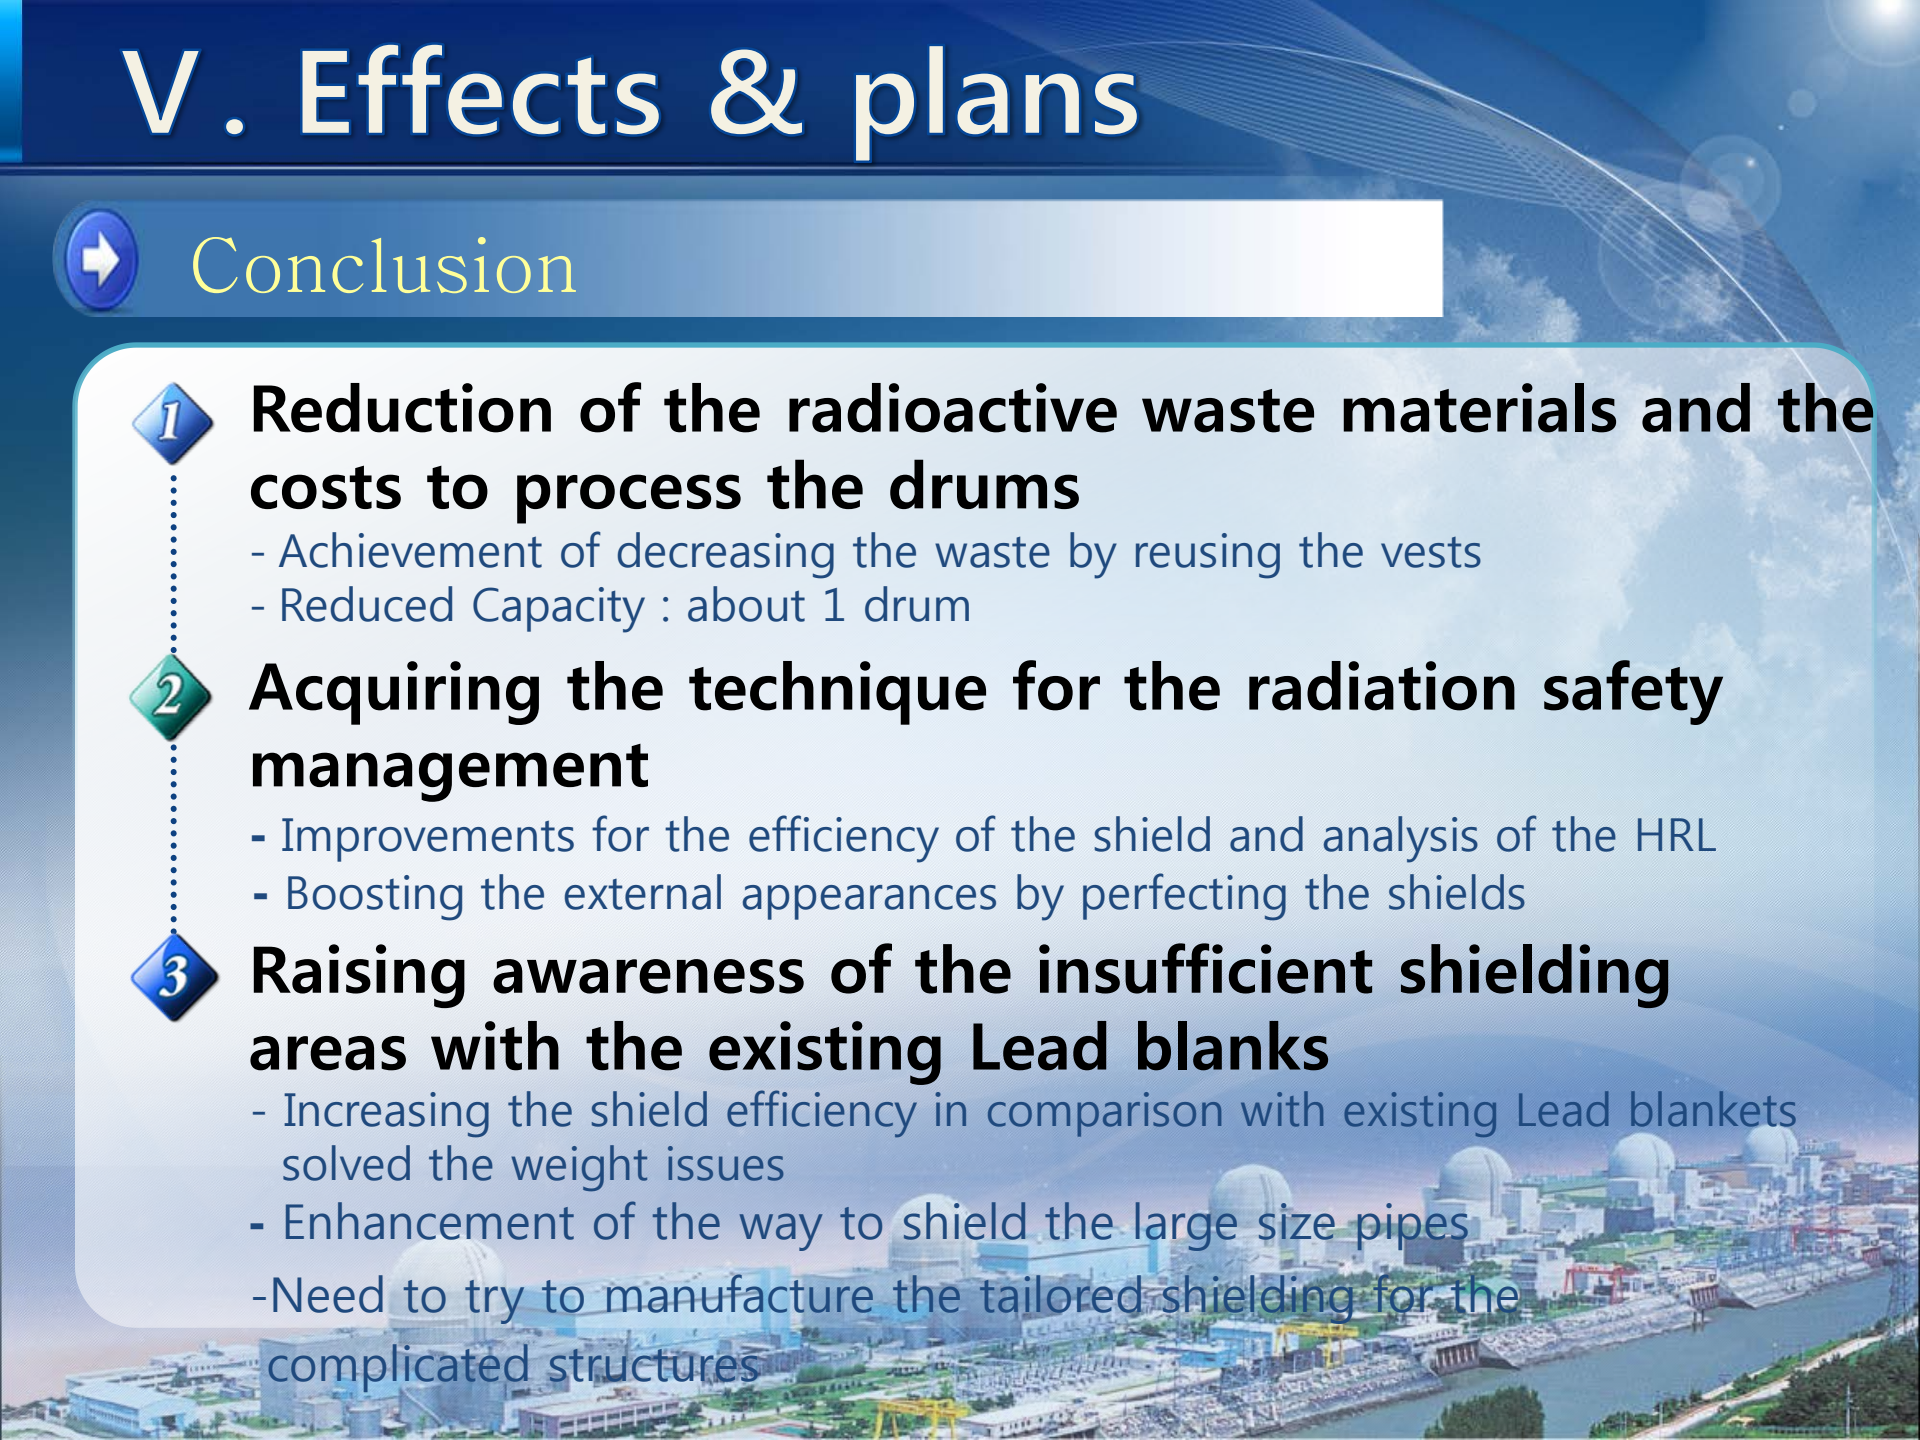 V. Effects & plans
Conclusion
1
Reduction of the radioactive waste materials and the
costs to process the drums
- Achievement of decreasing the waste by reusing the vests
- Reduced Capacity : about 1 drum
2
Acquiring the technique for the radiation safety
management
- Improvements for the efficiency of the shield and analysis of the HRL
- Boosting the external appearances by perfecting the shields
3
Raising awareness of the insufficient shielding
areas with the existing Lead blanks
- Increasing the shield efficiency in comparison with existing Lead blankets
solved the weight issues
- Enhancement of the way to shield the large size pipes
-Need to try to manufacture the tailored shielding for the
complicated structures